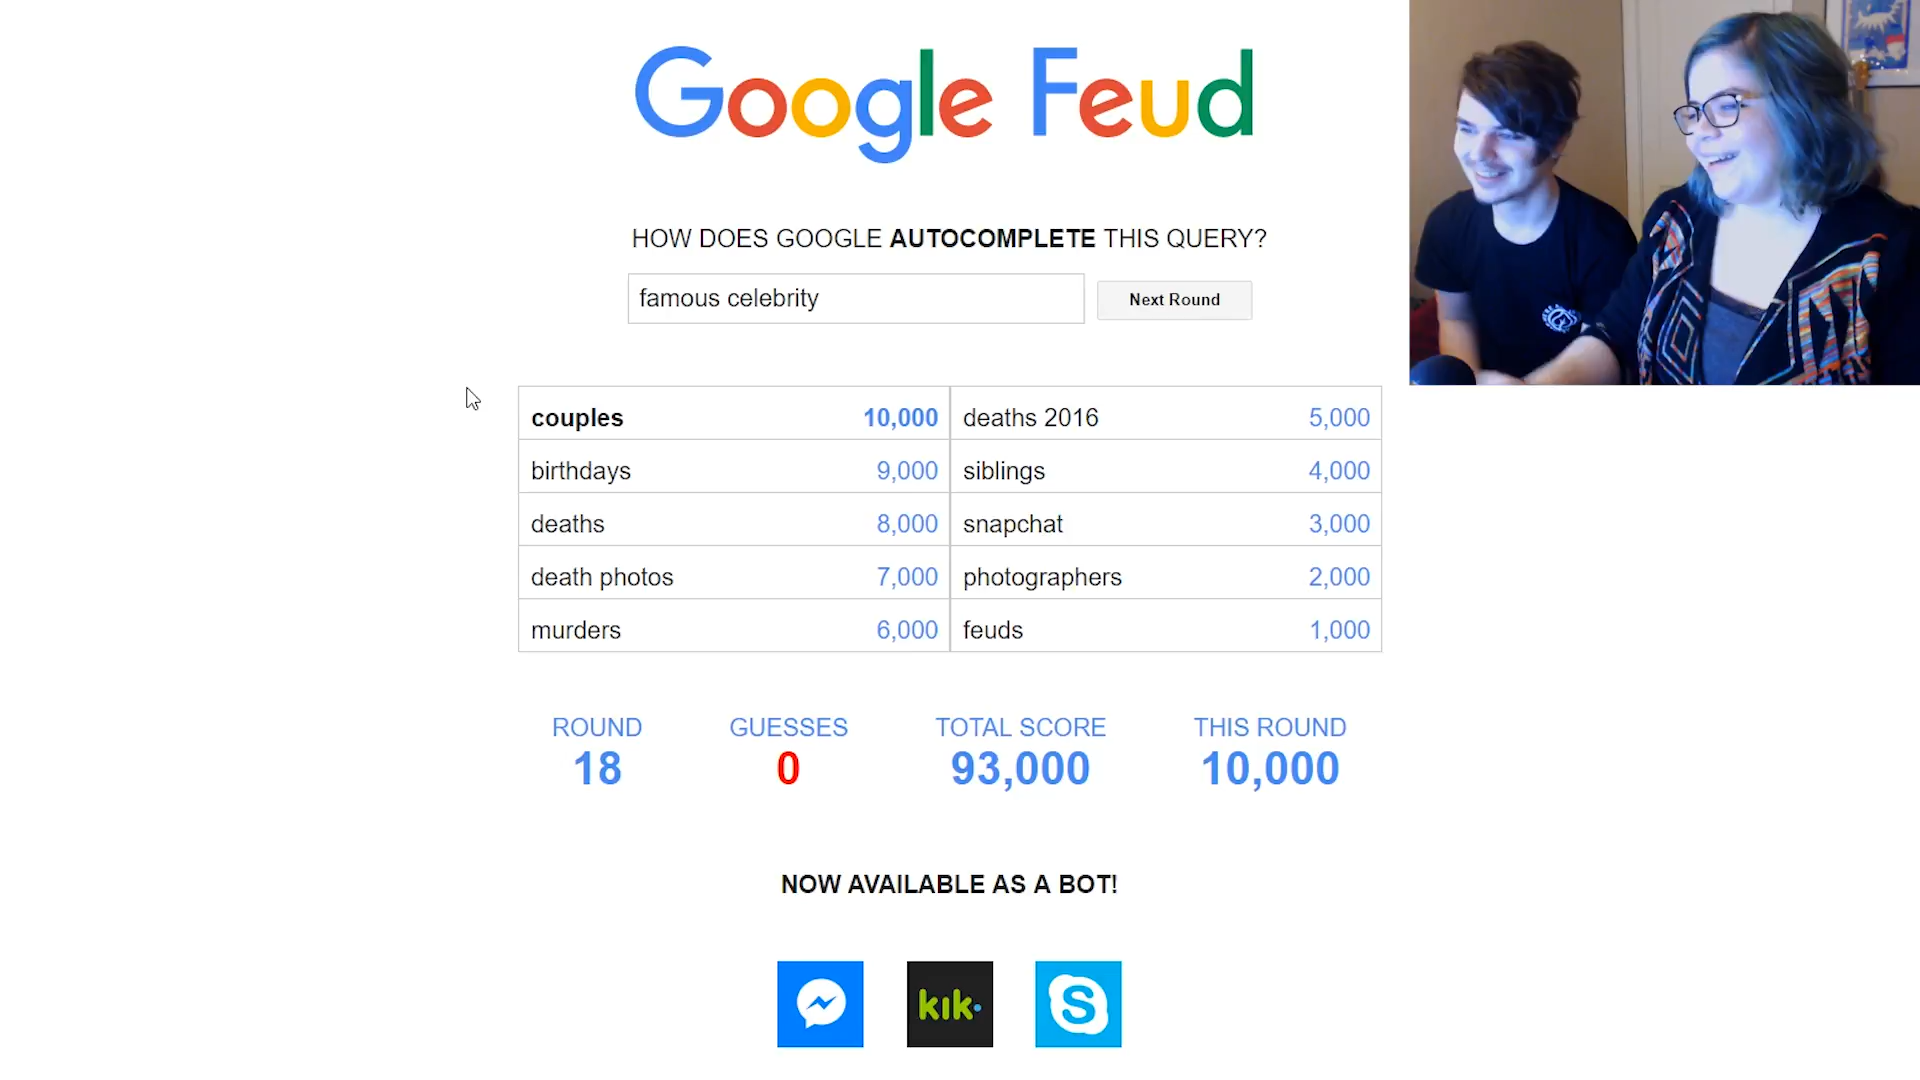 Google Feud
HOW DOES GOOGLE AUTOCOMPLETE THIS QUERY?
famous celebrity
Next Round
couples 10,000 deaths 2016 5,000
birthdays 9,000 siblings 4,000
deaths 8,000 snapchat 3,000
death photos 7,000 photographers 2,000
murders 6,000 feuds 1,000
ROUND GUESSES TOTAL SCORE THIS ROUND
18 0 93,000 10,000
NOW AVAILABLE AS A BOT!
kik.
S